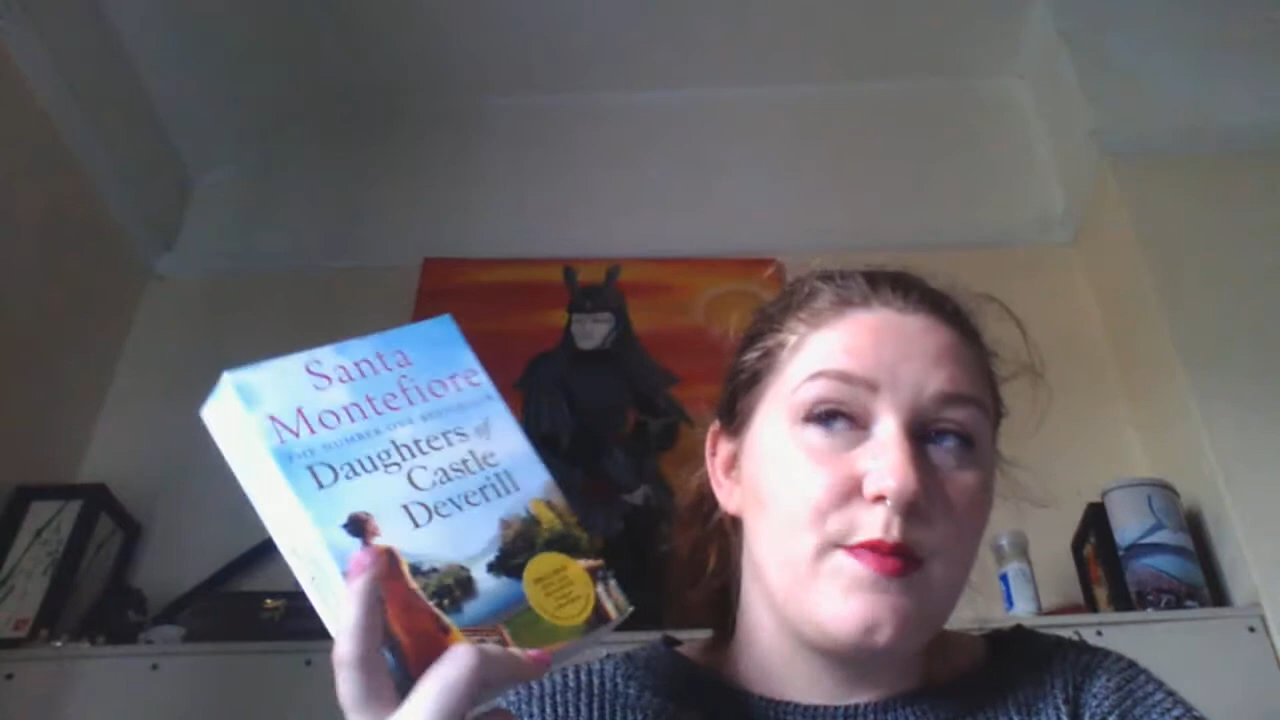 Santa
Montefiore
THE NUMBER ONE BESTSELLER
Daughters of
Castle
Deverill